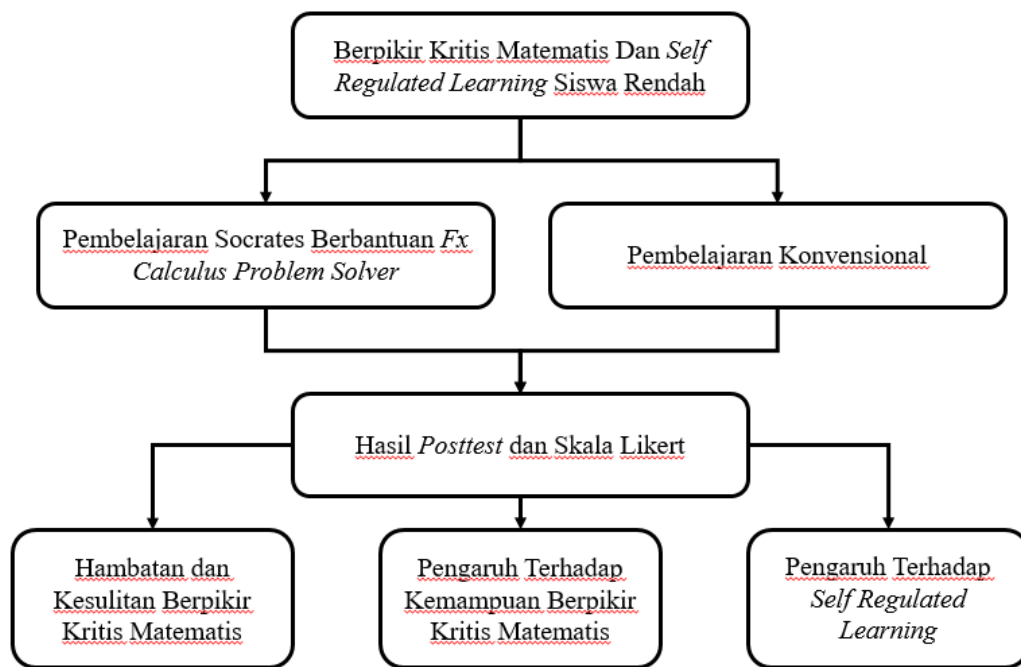 Berpikir Kritis Matematis Dan Self
Regulated Learning Siswa Rendah
Pembelajaran Socrates Berbantuan Fx
Calculus Problem Solver
Pembelajaran Konvensional
Hasil Posttest dan Skala Likert
Hambatan dan
Kesulitan Berpikir
Kritis Matematis
Pengaruh Terhadap
Kemampuan Berpikir
Kritis Matematis
Pengaruh Terhadap
Self Regulated
Learning